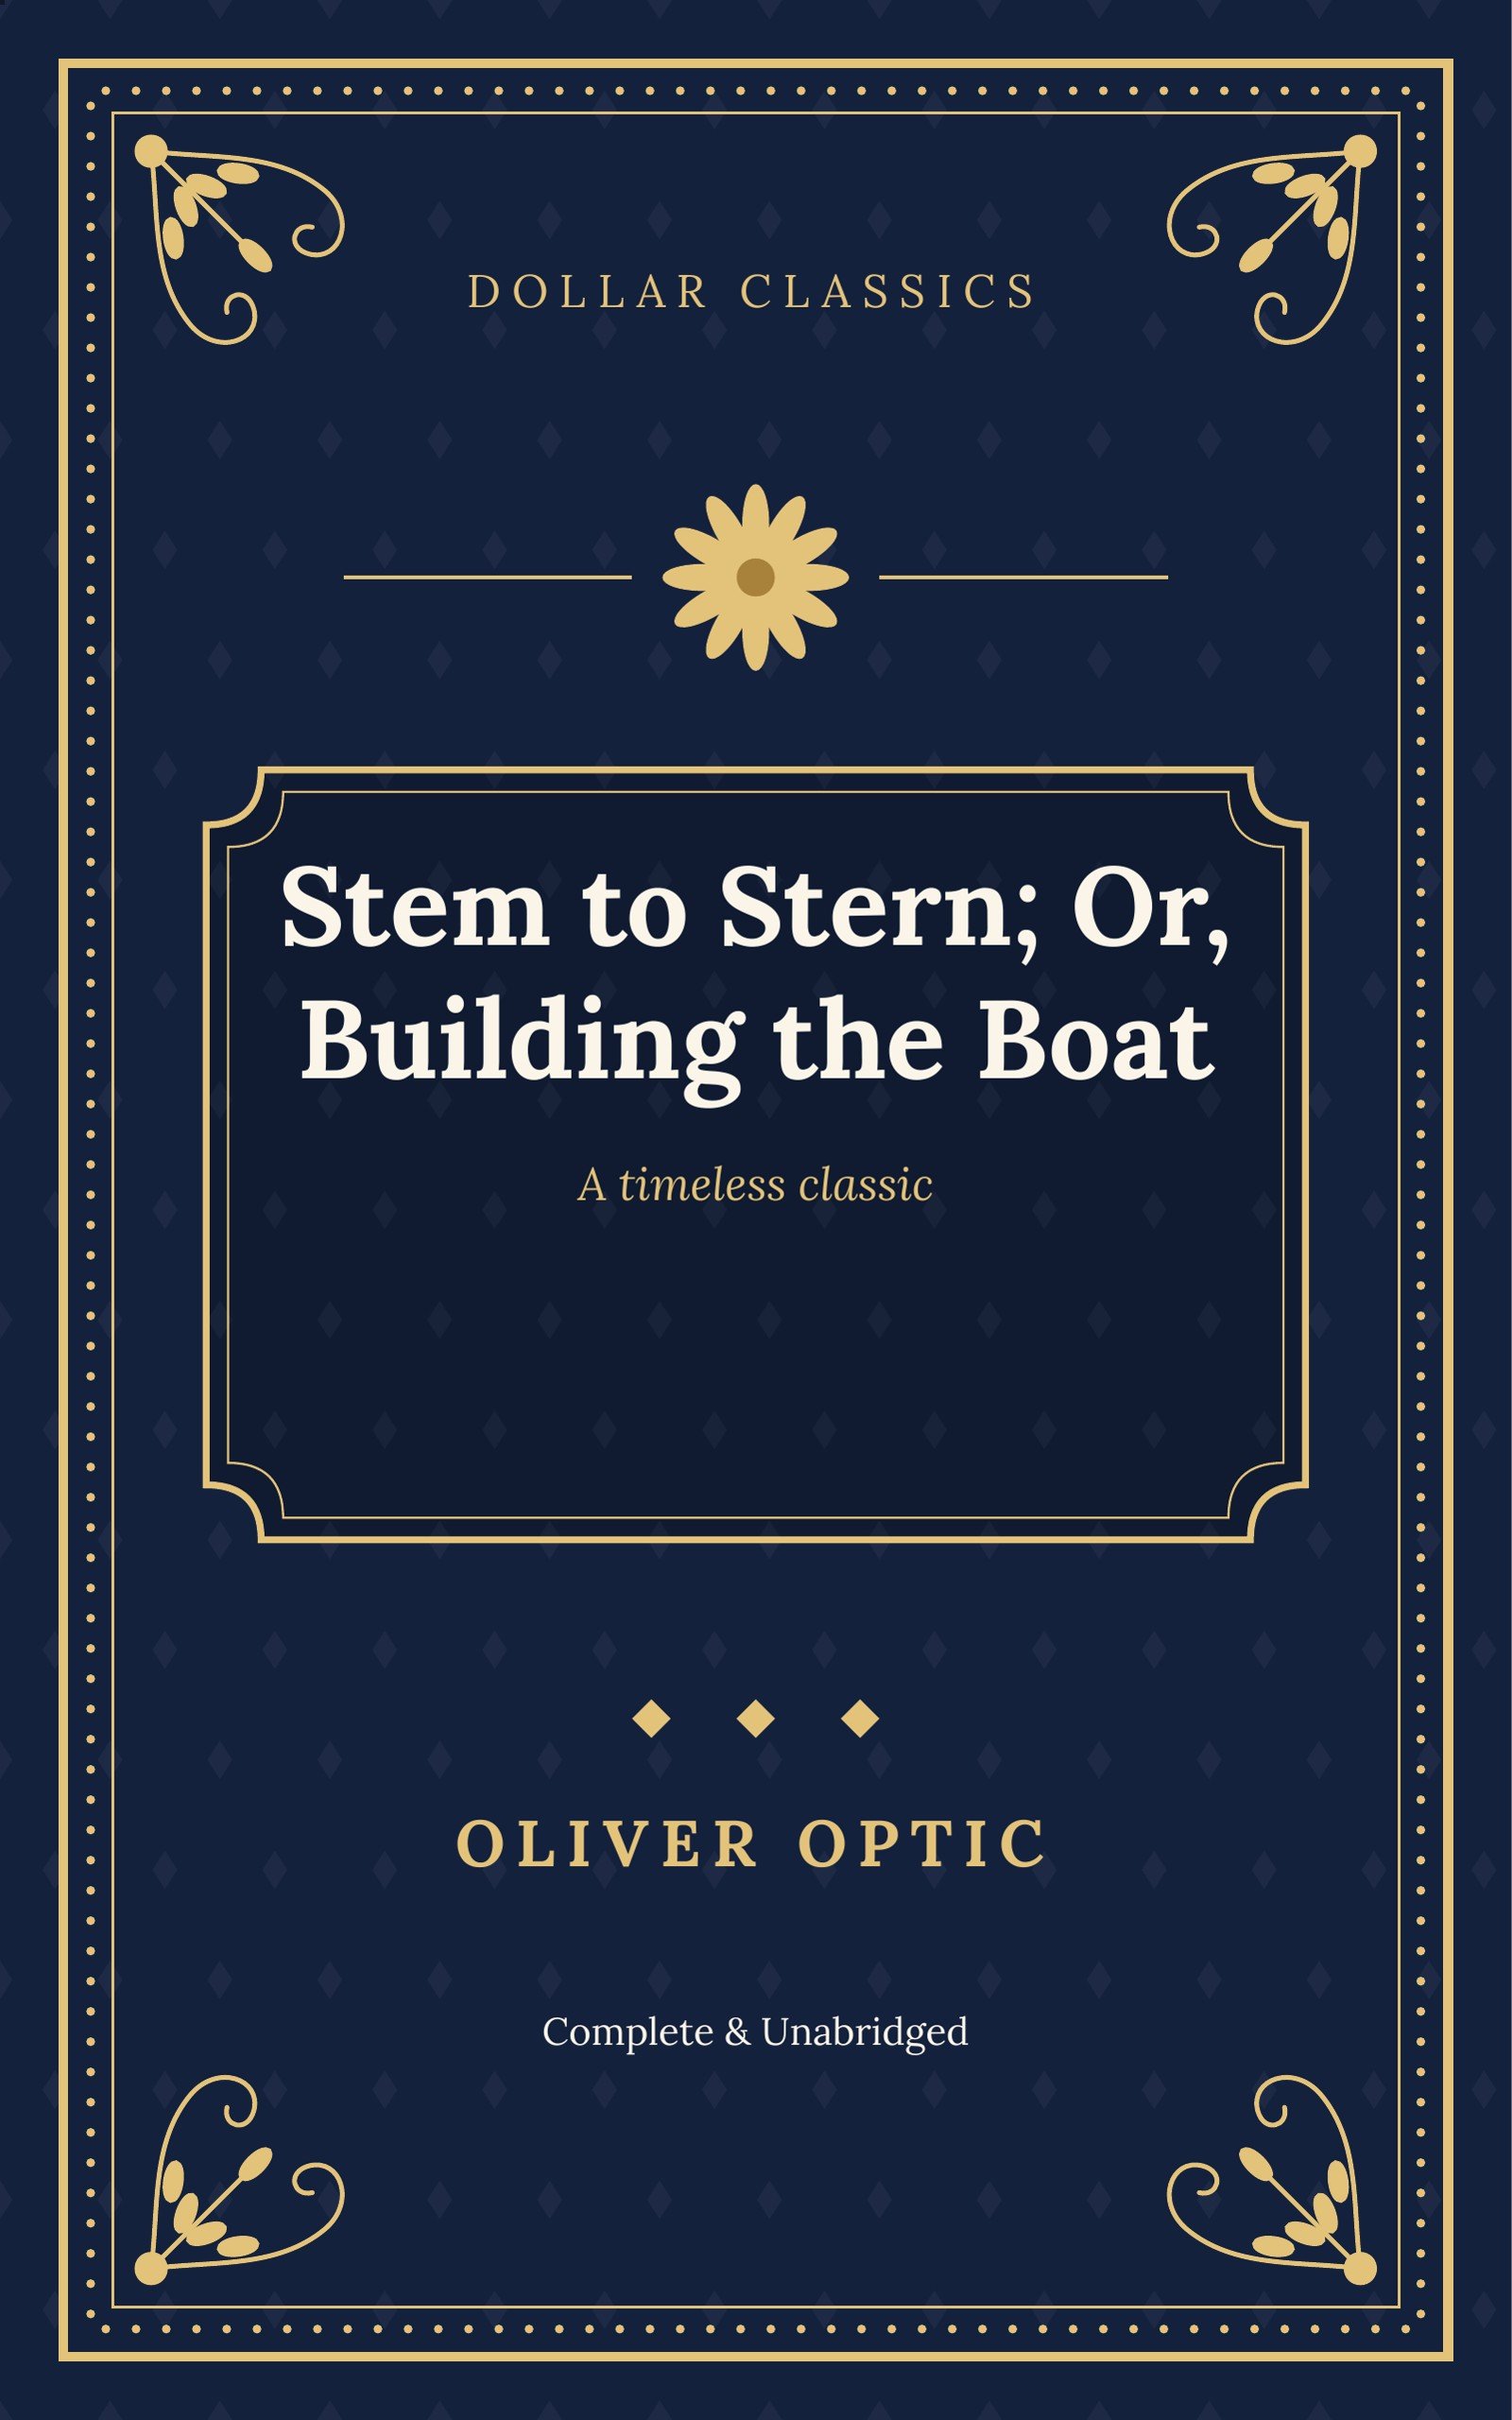 DOLLAR CLASSICS
Stem to Stern; Or,
Building the Boat
A timeless classic
OLIVER OPTIC
Complete & Unabridged